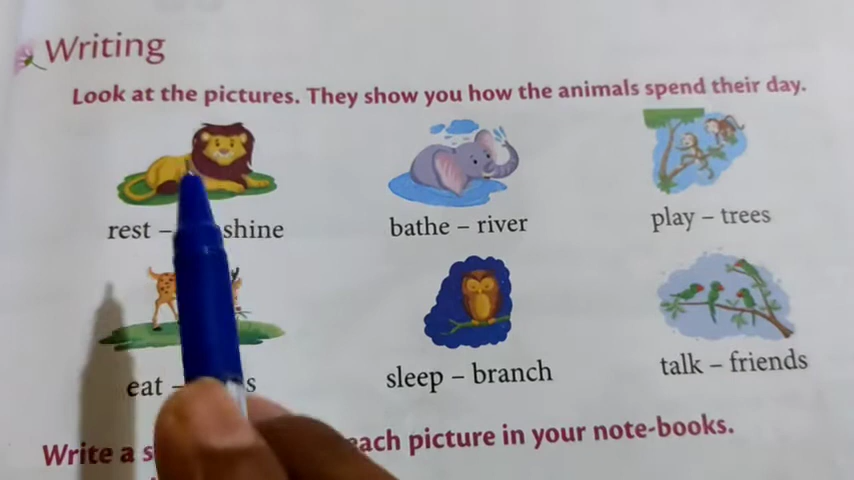 Writing
Look at the pictures. They show you how the animals spend their day.
rest – shine bathe – river play – trees
eat – s sleep – branch talk – friends
Write a s each picture in your note-books.